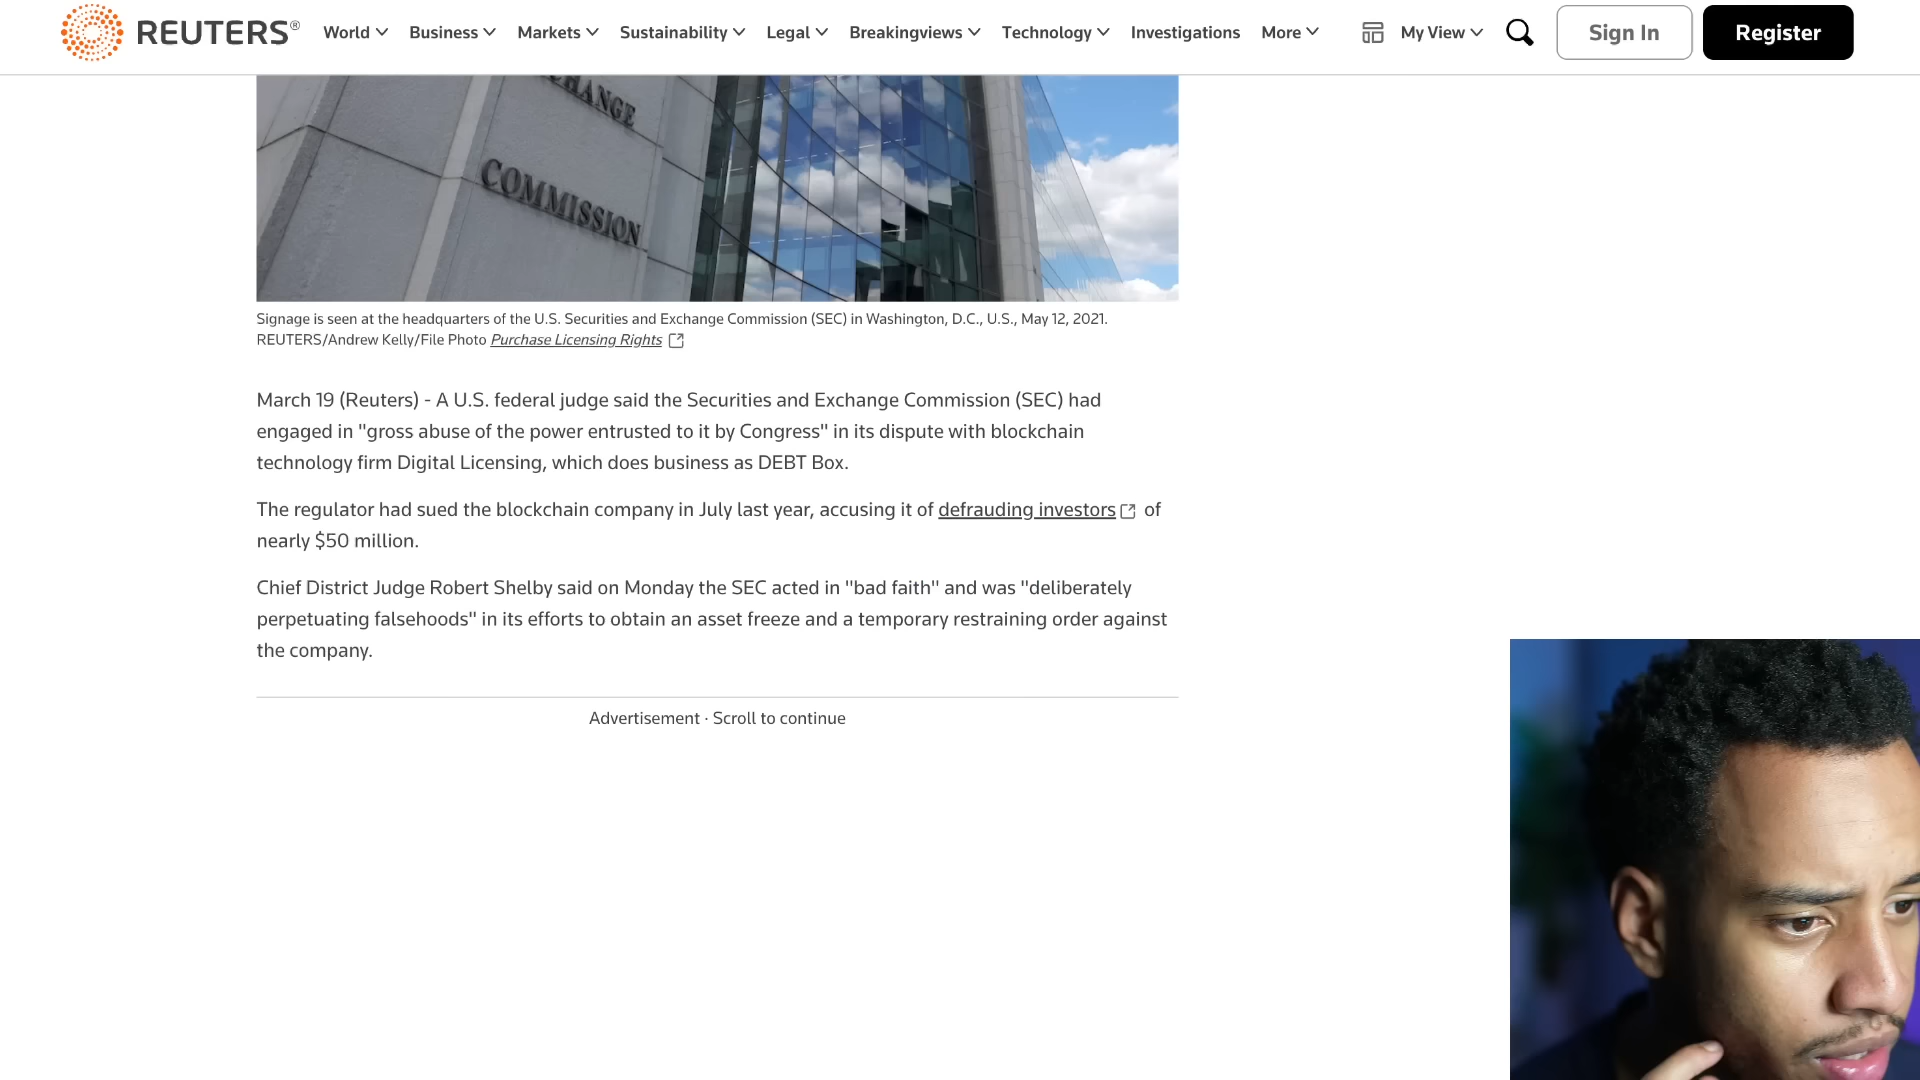 REUTERS®
World Business Markets Sustainability Legal Breakingviews Technology Investigations More My View Sign In Register
CHANGE
COMMISSION
Signage is seen at the headquarters of the U.S. Securities and Exchange Commission (SEC) in Washington, D.C., U.S., May 12, 2021.
REUTERS/Andrew Kelly/File Photo Purchase Licensing Rights
March 19 (Reuters) - A U.S. federal judge said the Securities and Exchange Commission (SEC) had
engaged in "gross abuse of the power entrusted to it by Congress" in its dispute with blockchain
technology firm Digital Licensing, which does business as DEBT Box.
The regulator had sued the blockchain company in July last year, accusing it of defrauding investors of
nearly $50 million.
Chief District Judge Robert Shelby said on Monday the SEC acted in "bad faith" and was "deliberately
perpetuating falsehoods" in its efforts to obtain an asset freeze and a temporary restraining order against
the company.
Advertisement · Scroll to continue